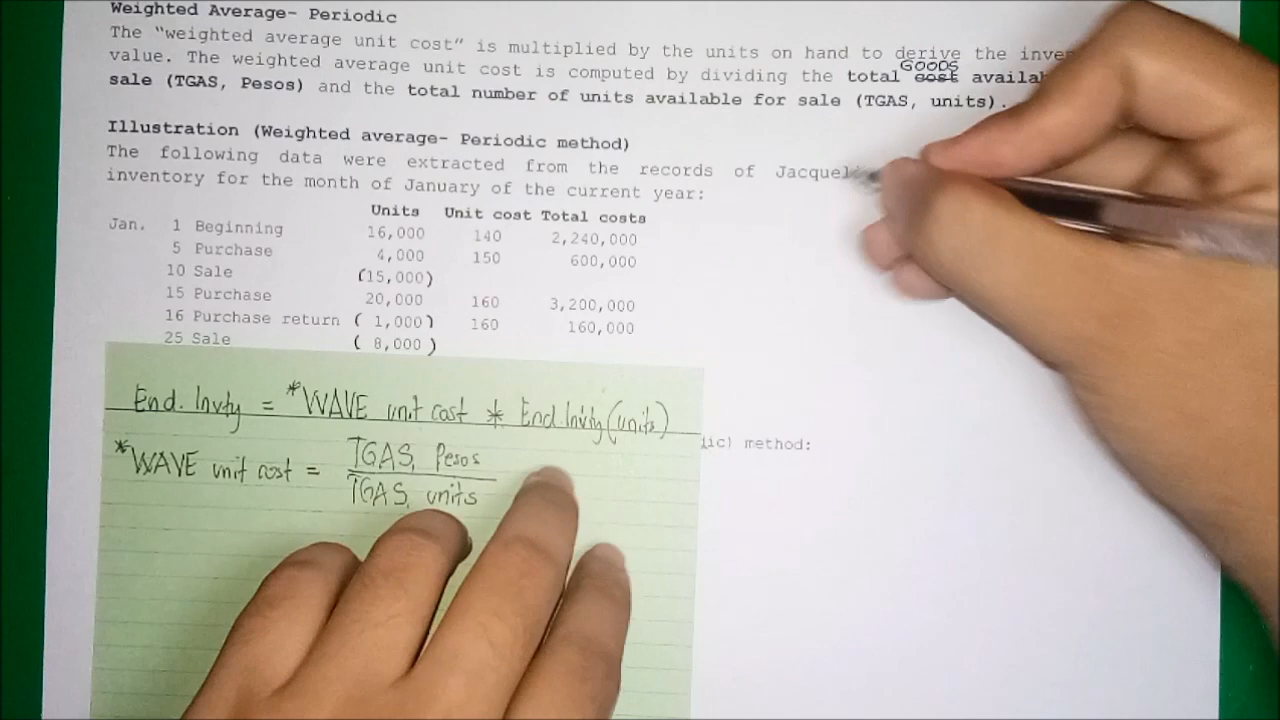 Weighted Average- Periodic
The “weighted average unit cost” is multiplied by the units on hand to derive the
value. The weighted average unit cost is computed by dividing the total GOODS cost
sale (TGAS, Pesos) and the total number of units available for sale (TGAS, units).
Illustration (Weighted average- Periodic method)
The following data were extracted from the records of
inventory for the month of January of the current year:
Units Unit cost Total costs
Jan. 1 Beginning 16,000 140 2,240,000
5 Purchase 4,000 150 600,000
10 Sale (15,000)
15 Purchase 20,000 160 3,200,000
16 Purchase return ( 1,000) 160 160,000
25 Sale ( 8,000 )
End. Invty = *WAVE unit cost * End.Invty(units)
method:
*WAVE unit cost = TGAS, Pesos
TGAS, units